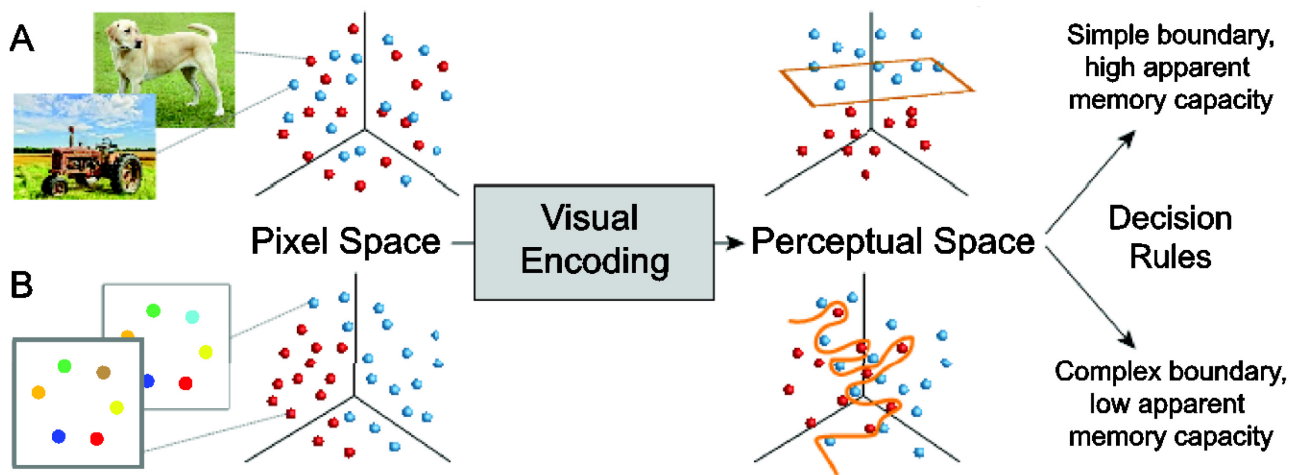 A
Simple boundary,
high apparent
memory capacity
Pixel Space
Visual
Encoding
Perceptual Space
Decision
Rules
B
Complex boundary,
low apparent
memory capacity